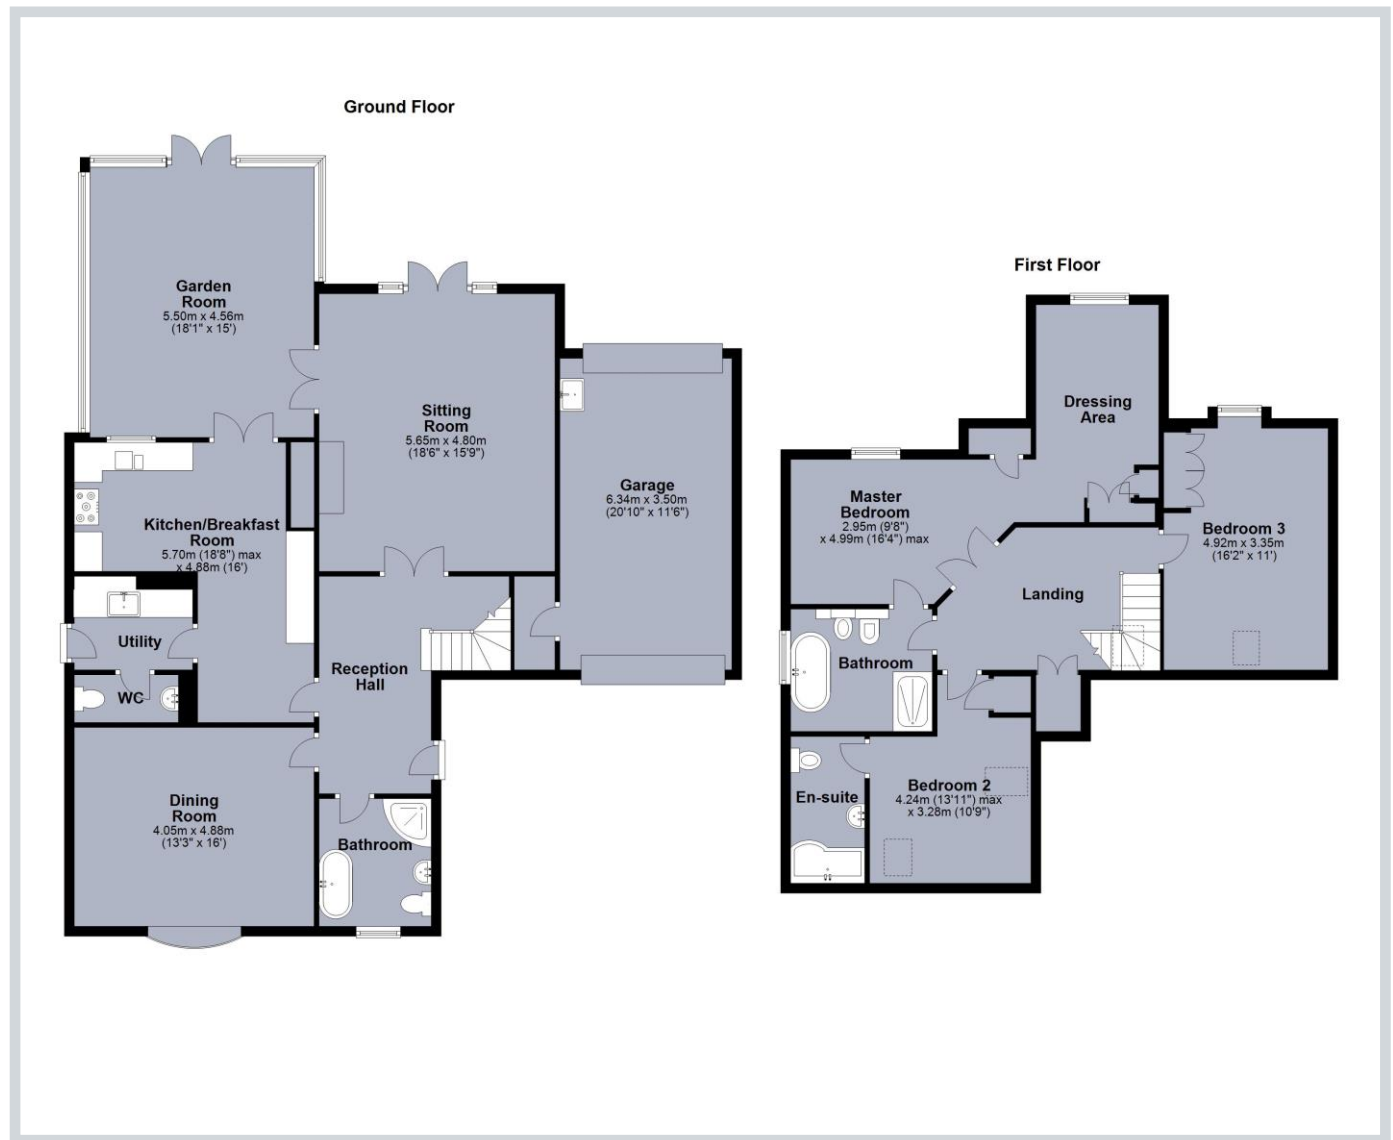 Ground Floor
Garden
Room
5.50m x 4.56m
(18'1" x 15')
Sitting
Room
5.65m x 4.80m
(18'6" x 15'9")
Garage
6.34m x 3.50m
(20'10" x 11'6")
Kitchen/Breakfast
Room
5.70m (18'8") max
x 4.88m (16')
Utility
WC
Reception
Hall
Dining
Room
4.05m x 4.88m
(13'3" x 16')
Bathroom
First Floor
Dressing
Area
Master
Bedroom
2.95m (9'8")
x 4.99m (16'4") max
Bedroom 3
4.92m x 3.35m
(16'2" x 11')
Landing
Bathroom
En-suite
Bedroom 2
4.24m (13'11") max
x 3.28m (10'9")